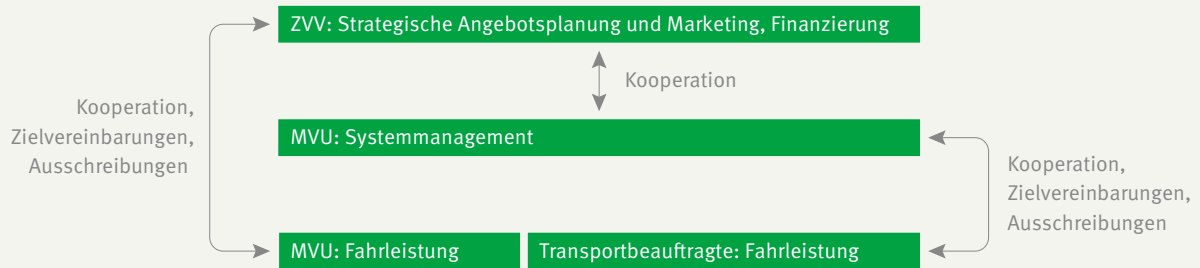 ZVV: Strategische Angebotsplanung und Marketing, Finanzierung
Kooperation
Kooperation,
Zielvereinbarungen,
Ausschreibungen
MVU: Systemmanagement
Kooperation,
Zielvereinbarungen,
Ausschreibungen
MVU: Fahrleistung
Transportbeauftragte: Fahrleistung